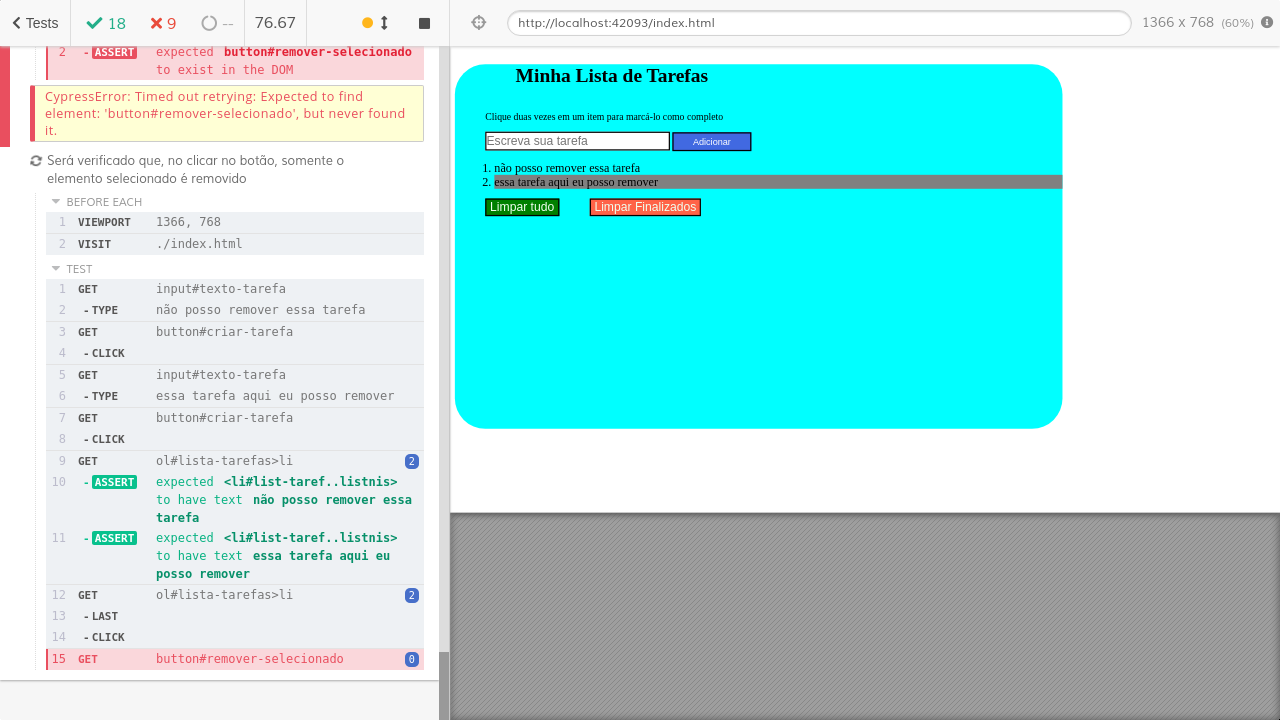 Tests
18
9
--
76.67
http://localhost:42093/index.html
1366 x 768 (60%)
2 -ASSERT expected button#remover-selecionado
to exist in the DOM
CypressError: Timed out retrying: Expected to find
element: 'button#remover-selecionado', but never found
it.
Será verificado que, no clicar no botão, somente o
elemento selecionado é removido
BEFORE EACH
1 VIEWPORT 1366, 768
2 VISIT ./index.html
TEST
1 GET input#texto-tarefa
2 -TYPE não posso remover essa tarefa
3 GET button#criar-tarefa
4 -CLICK
5 GET input#texto-tarefa
6 -TYPE essa tarefa aqui eu posso remover
7 GET button#criar-tarefa
8 -CLICK
9 GET ol#lista-tarefas>li 2
10 -ASSERT expected <li#list-taref..listnis>
to have text não posso remover essa
tarefa
11 -ASSERT expected <li#list-taref..listnis>
to have text essa tarefa aqui eu
posso remover
12 GET ol#lista-tarefas>li 2
13 -LAST
14 -CLICK
15 GET button#remover-selecionado 0
Minha Lista de Tarefas
Clique duas vezes em um item para marcá-lo como completo
Escreva sua tarefa Adicionar
1. não posso remover essa tarefa
2. essa tarefa aqui eu posso remover
Limpar tudo Limpar Finalizados